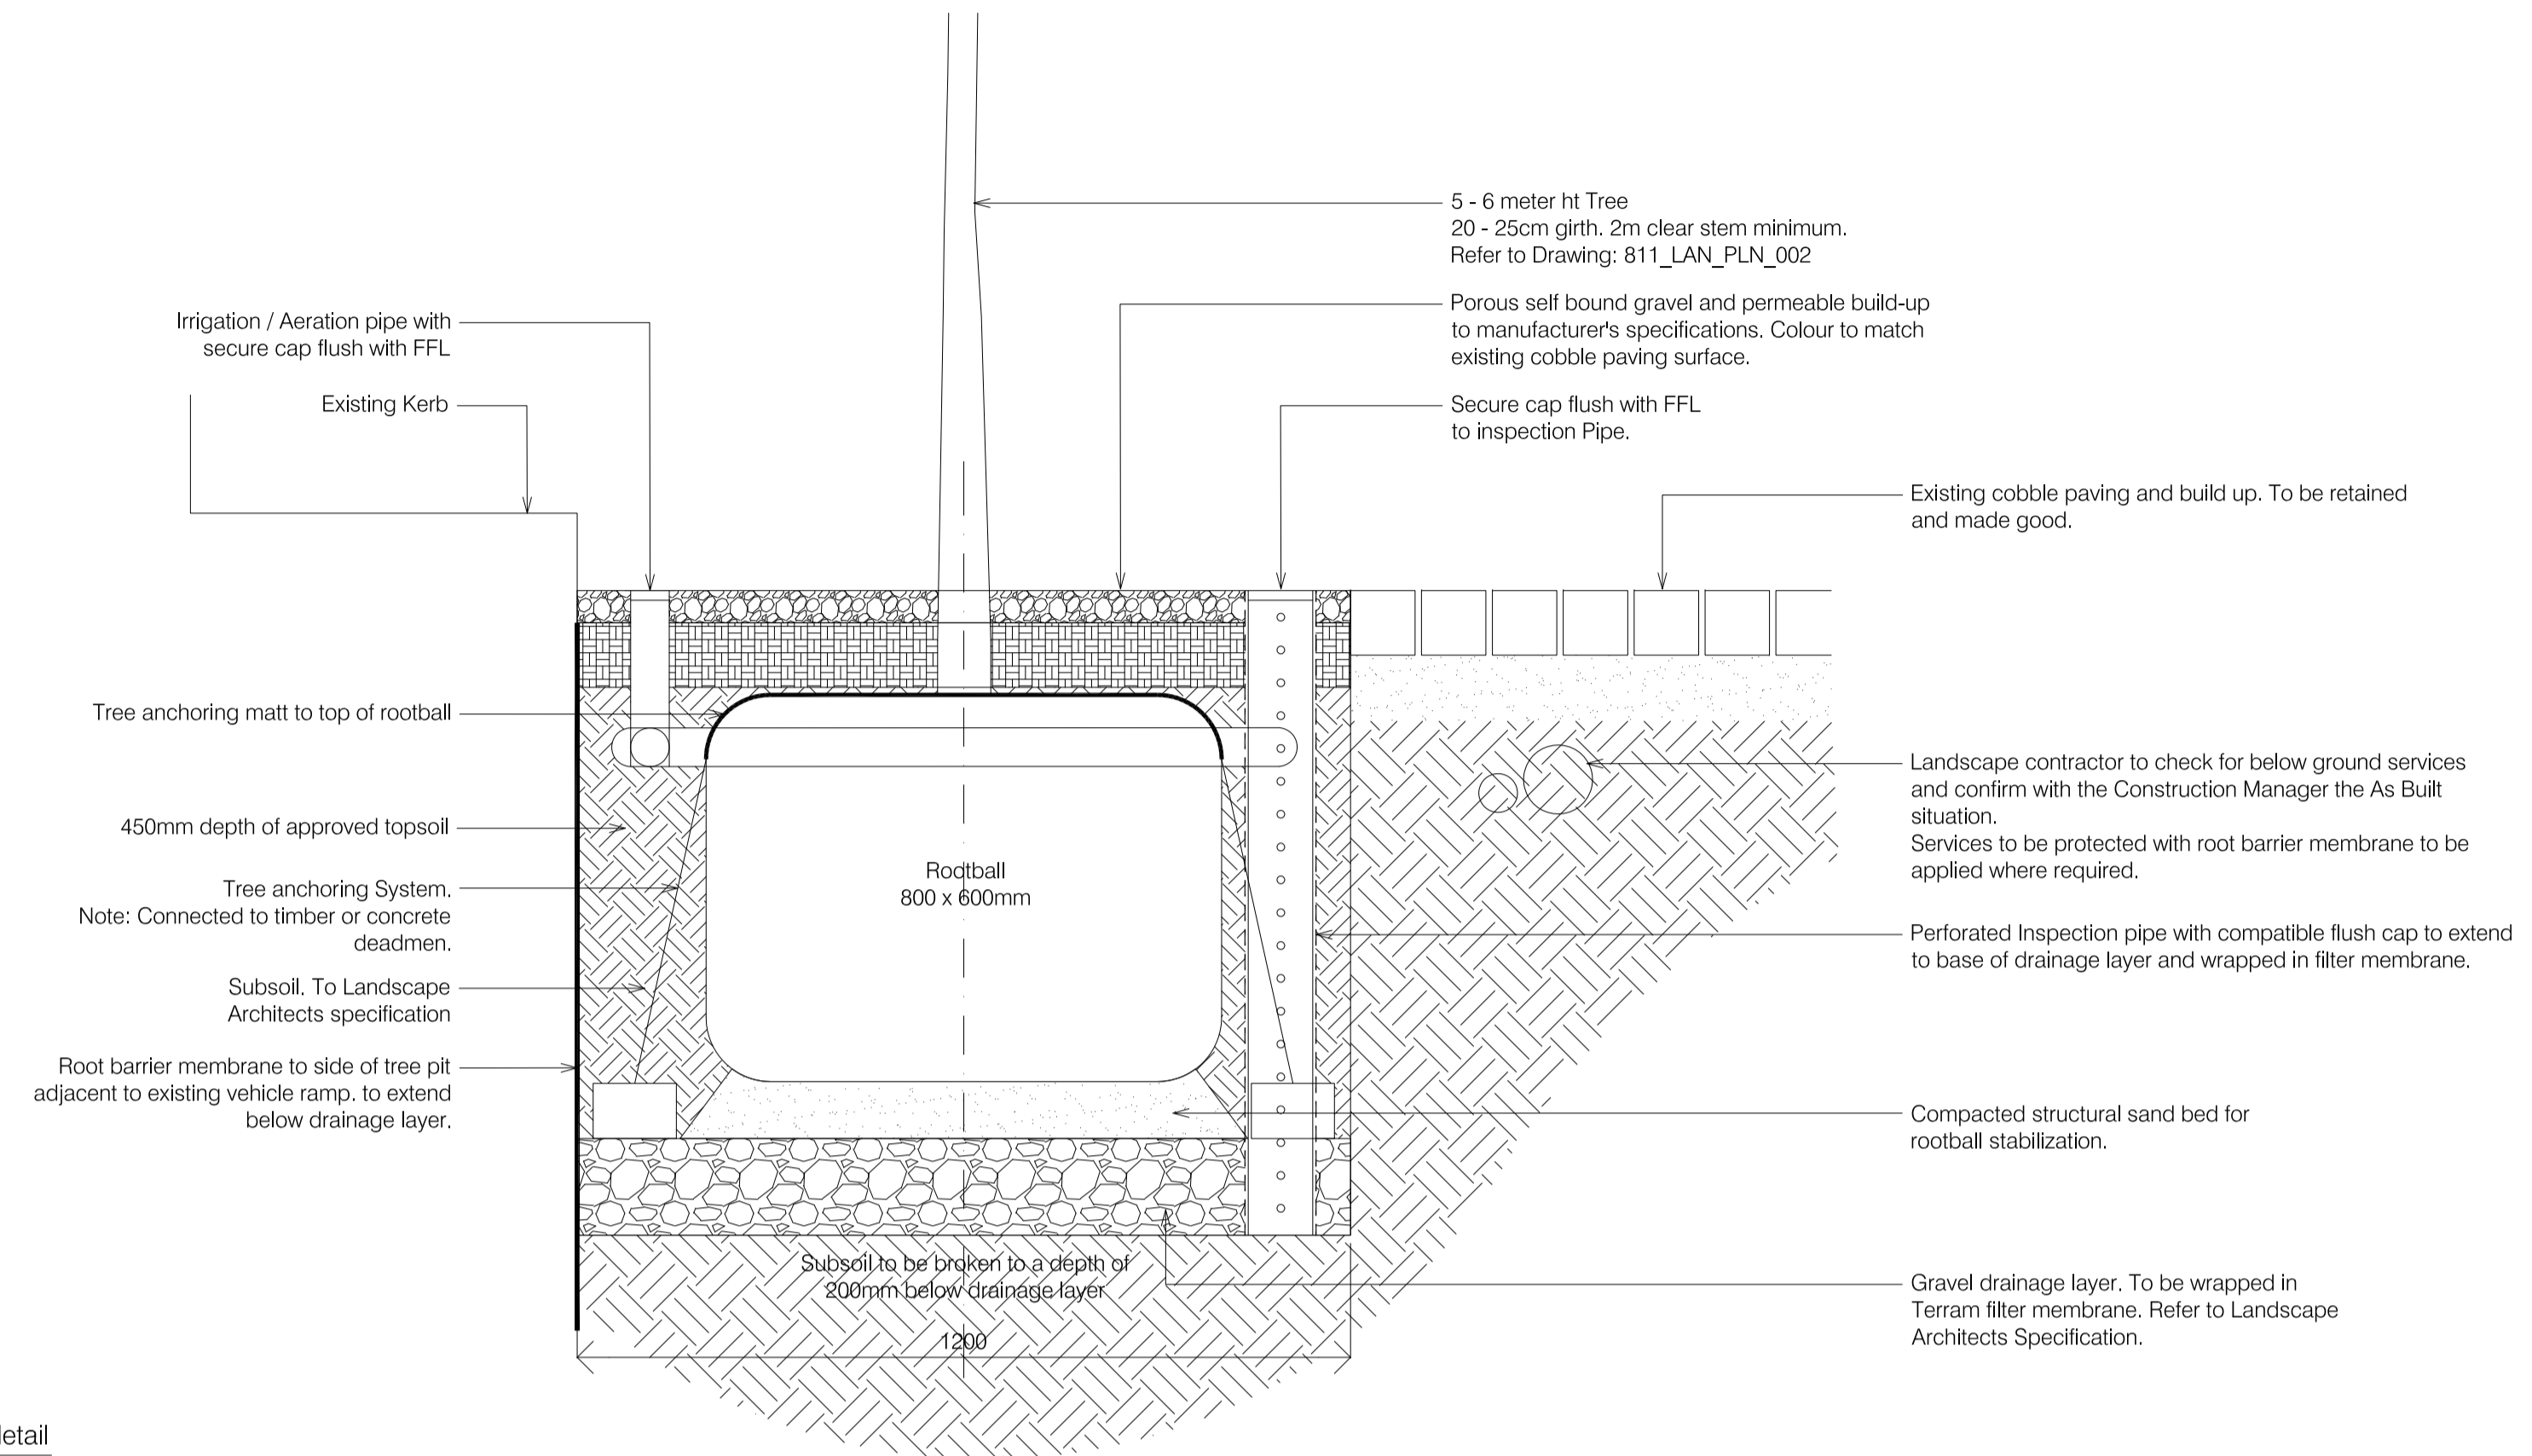 5 - 6 meter ht Tree
20 - 25cm girth. 2m clear stem minimum.
Refer to Drawing: 811_LAN_PLN_002
Porous self bound gravel and permeable build-up
to manufacturer's specifications. Colour to match
existing cobble paving surface.
Irrigation / Aeration pipe with
secure cap flush with FFL
Existing Kerb
Secure cap flush with FFL
to inspection Pipe.
Existing cobble paving and build up. To be retained
and made good.
Tree anchoring matt to top of rootball
450mm depth of approved topsoil
Tree anchoring System.
Note: Connected to timber or concrete
deadmen.
Subsoil. To Landscape
Architects specification
Root barrier membrane to side of tree pit
adjacent to existing vehicle ramp. to extend
below drainage layer.
Rootball
800 x 600mm
Landscape contractor to check for below ground services
and confirm with the Construction Manager the As Built
situation.
Services to be protected with root barrier membrane to be
applied where required.
Perforated Inspection pipe with compatible flush cap to extend
to base of drainage layer and wrapped in filter membrane.
Compacted structural sand bed for
rootball stabilization.
Subsoil to be broken to a depth of
200mm below drainage layer
1200
Gravel drainage layer. To be wrapped in
Terram filter membrane. Refer to Landscape
Architects Specification.